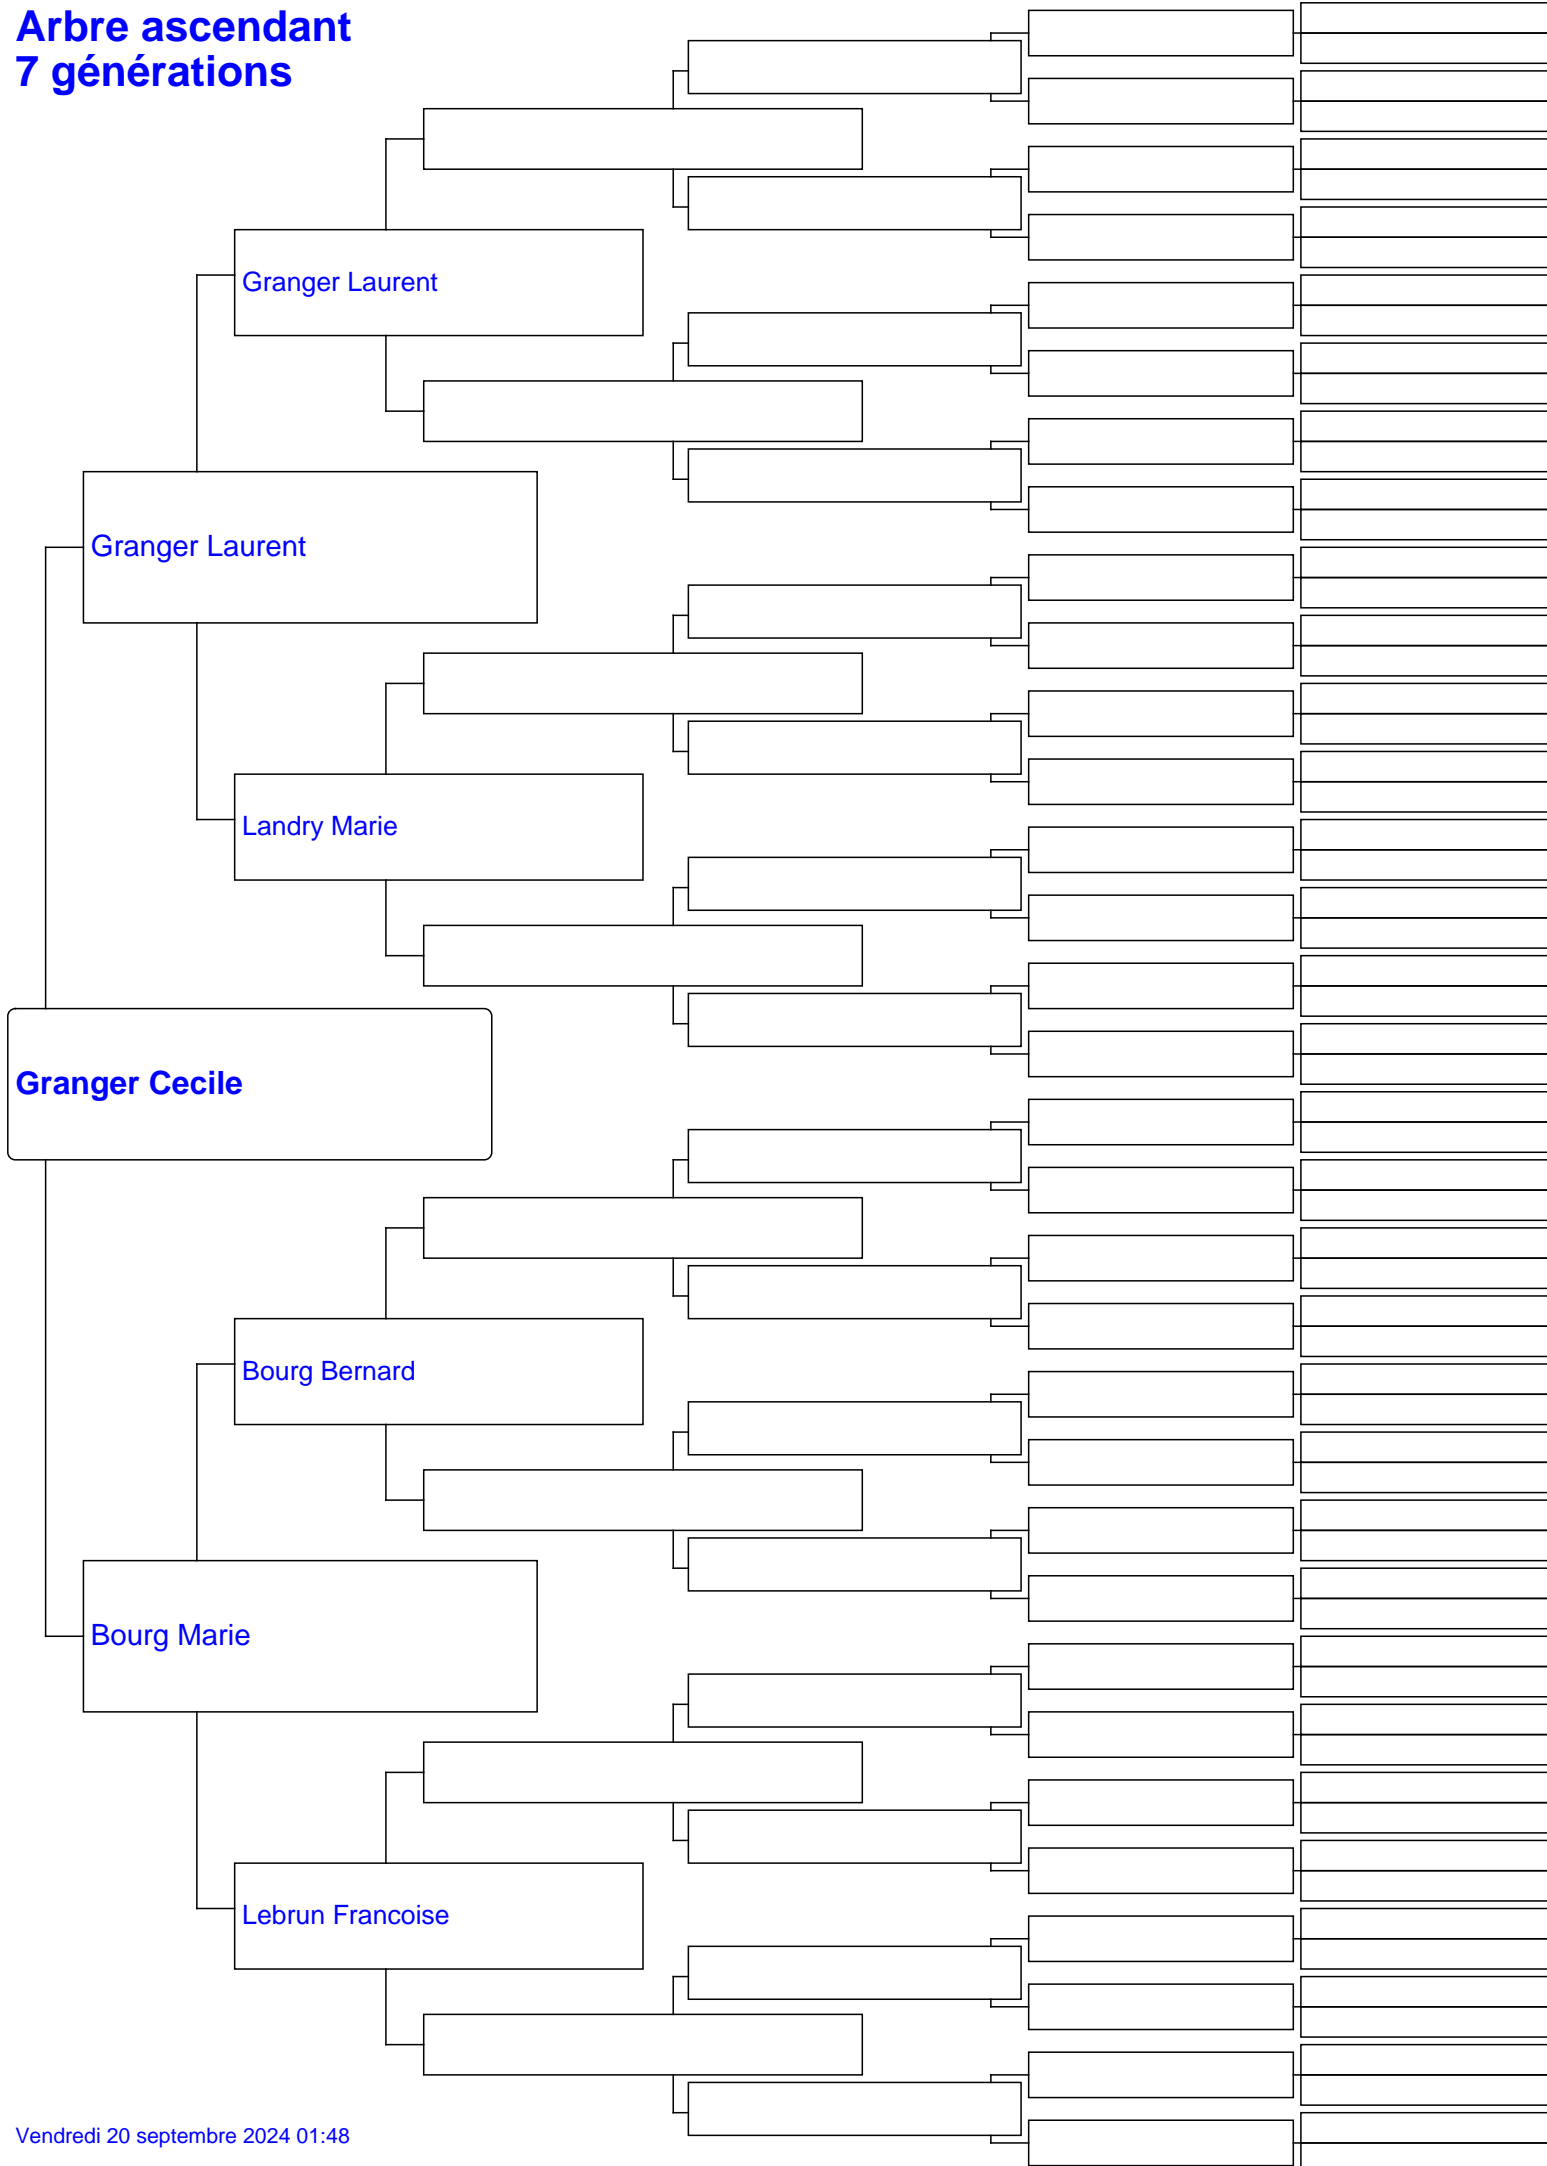 Arbre ascendant
7 générations
Granger Laurent
Granger Laurent
Landry Marie
Granger Cecile
Bourg Bernard
Bourg Marie
Lebrun Francoise
Vendredi 20 septembre 2024 01:48